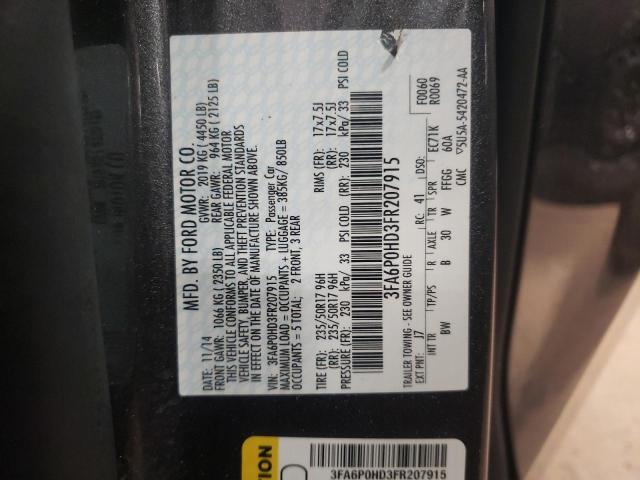 MFD. BY FORD MOTOR CO.
DATE: 11/14 GVWR: 2019 KG ( 4450 LB)
FRONT GAWR: 1066 KG ( 2350 LB) REAR GAWR: 964 KG ( 2125 LB)
THIS VEHICLE CONFORMS TO ALL APPLICABLE FEDERAL MOTOR
VEHICLE SAFETY, BUMPER, AND THEFT PREVENTION STANDARDS
IN EFFECT ON THE DATE OF MANUFACTURE SHOWN ABOVE.
VIN: 3FA6P0HD3FR207915 TYPE: Passenger Car
MAXIMUM LOAD = OCCUPANTS + LUGGAGE = 385KG/ 850LB
OCCUPANTS = 5 TOTAL: 2 FRONT, 3 REAR
TIRE (FR): 235/50R17 96H RIMS (FR): 17x7.5J
(RR): 235/50R17 96H (RR): 17x7.5J
PRESSURE (FR): 230 kPa/ 33 PSI COLD (RR): 230 kPa/ 33 PSI COLD
3FA6P0HD3FR207915
F0060
R0069
TRAILER TOWING - SEE OWNER GUIDE
EXT PNT: J7 RC: 41 DSO:
INT TR TP/PS R AXLE TR SPR EC71K
BW B 30 W FFGG 60A
CMC ▽5U5A-5420472-AA
3FA6P0HD3FR207915